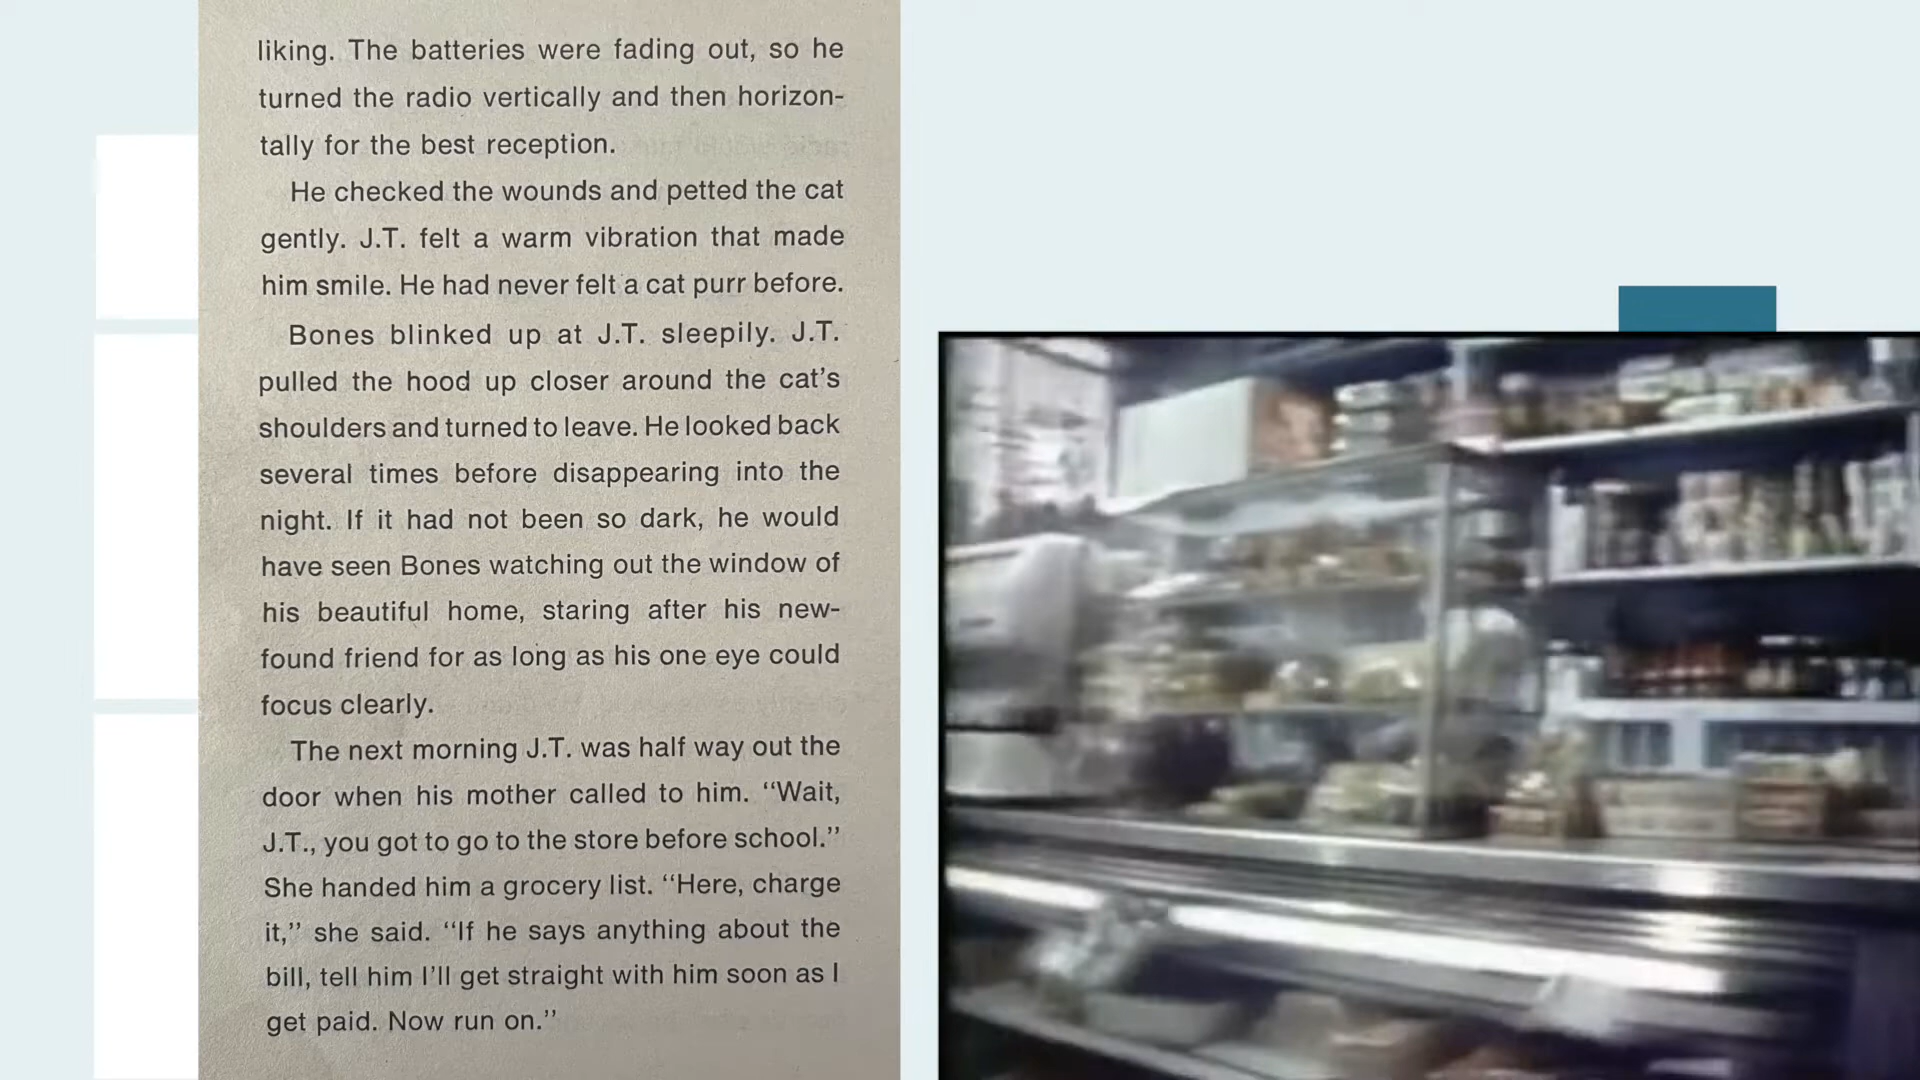 liking. The batteries were fading out, so he
turned the radio vertically and then horizon-
tally for the best reception.
He checked the wounds and petted the cat
gently. J.T. felt a warm vibration that made
him smile. He had never felt a cat purr before.
Bones blinked up at J.T. sleepily. J.T.
pulled the hood up closer around the cat's
shoulders and turned to leave. He looked back
several times before disappearing into the
night. If it had not been so dark, he would
have seen Bones watching out the window of
his beautiful home, staring after his new-
found friend for as long as his one eye could
focus clearly.
The next morning J.T. was half way out the
door when his mother called to him. “Wait,
J.T., you got to go to the store before school.”
She handed him a grocery list. “Here, charge
it,” she said. “If he says anything about the
bill, tell him I’ll get straight with him soon as I
get paid. Now run on.”